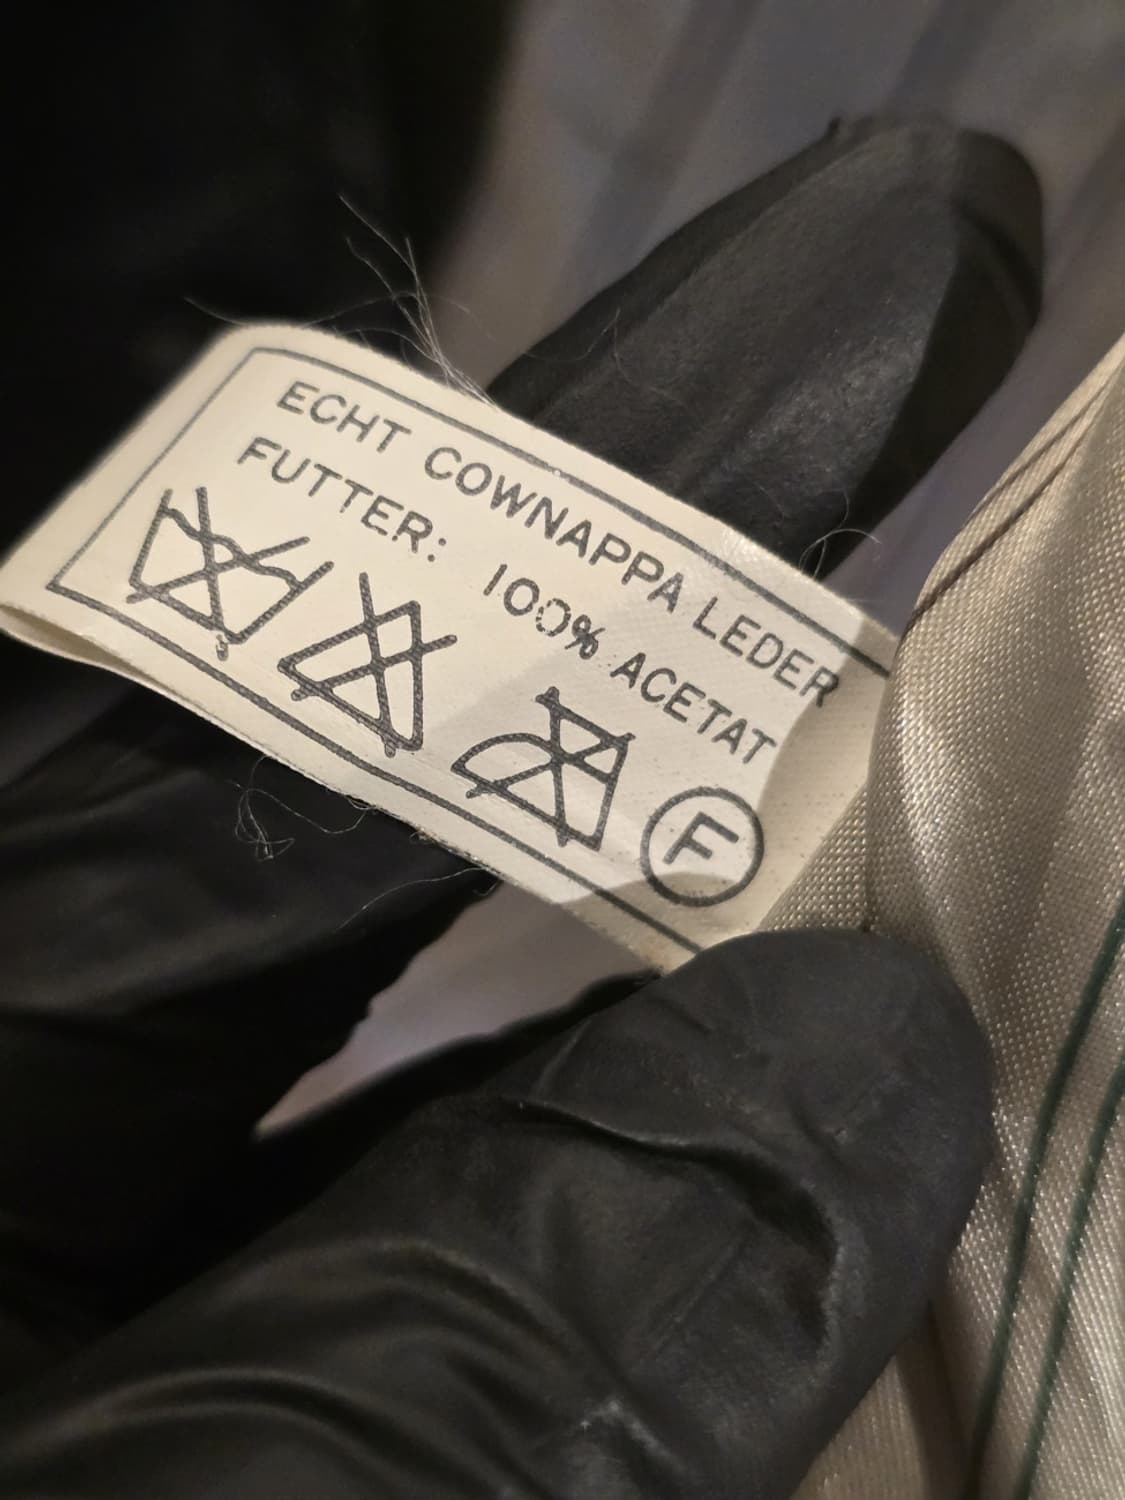 ECHT COWNAPPA LEDER
FUTTER: 100% ACETAT
F